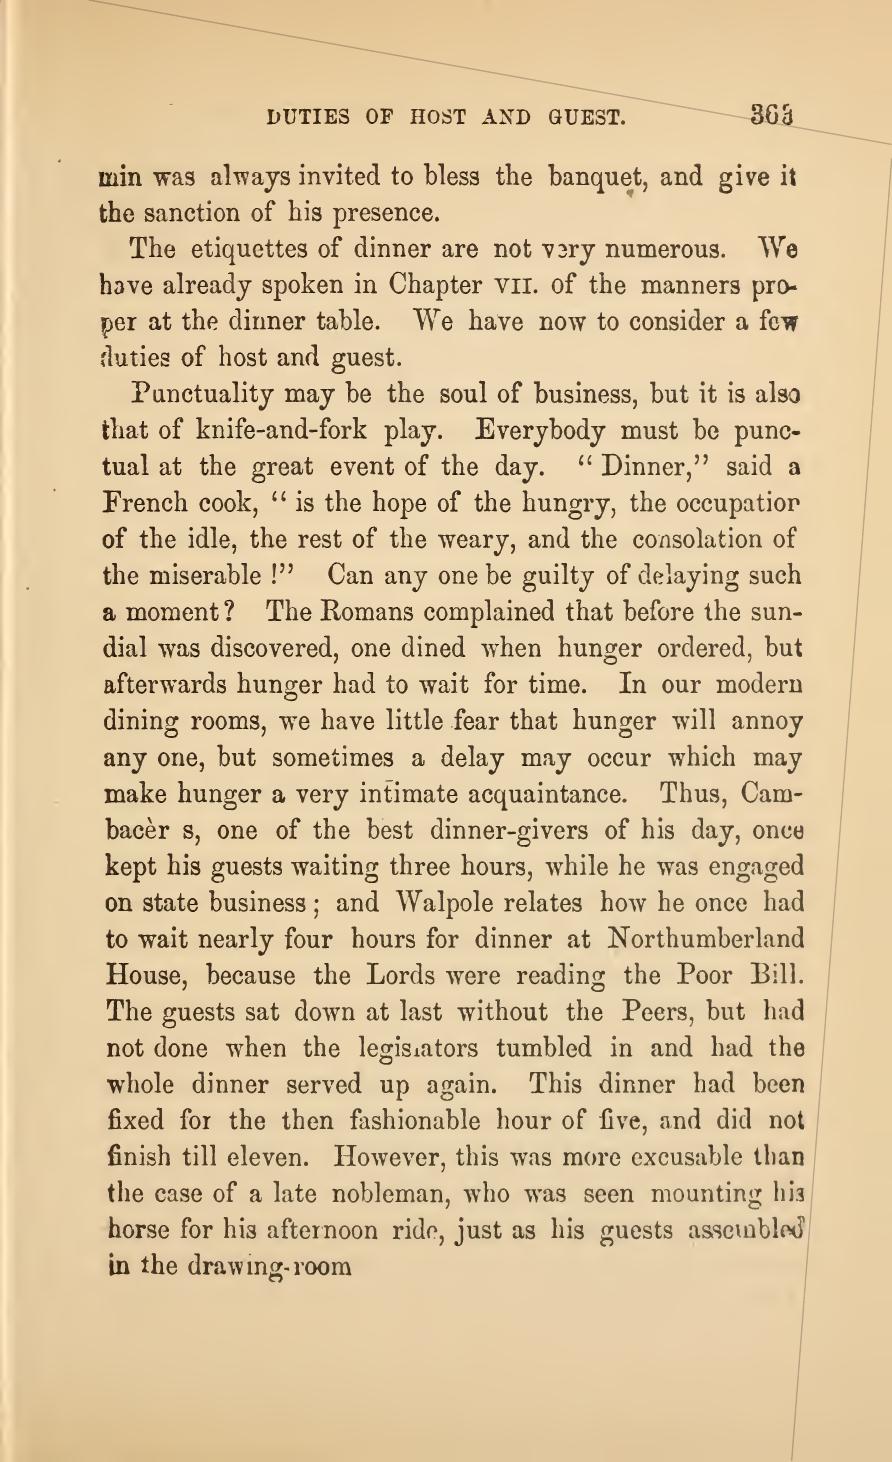 DUTIES OF HOST AND GUEST. 363
min was always invited to bless the banquet, and give it
the sanction of his presence.
The etiquettes of dinner are not very numerous. We
have already spoken in Chapter VII. of the manners pro-
per at the dinner table. We have now to consider a few
duties of host and guest.
Punctuality may be the soul of business, but it is also
that of knife-and-fork play. Everybody must be punc-
tual at the great event of the day. “Dinner,” said a
French cook, “is the hope of the hungry, the occupation
of the idle, the rest of the weary, and the consolation of
the miserable!” Can any one be guilty of delaying such
a moment? The Romans complained that before the sun-
dial was discovered, one dined when hunger ordered, but
afterwards hunger had to wait for time. In our modern
dining rooms, we have little fear that hunger will annoy
any one, but sometimes a delay may occur which may
make hunger a very intimate acquaintance. Thus, Cam-
bacèr s, one of the best dinner-givers of his day, once
kept his guests waiting three hours, while he was engaged
on state business; and Walpole relates how he once had
to wait nearly four hours for dinner at Northumberland
House, because the Lords were reading the Poor Bill.
The guests sat down at last without the Peers, but had
not done when the legislators tumbled in and had the
whole dinner served up again. This dinner had been
fixed for the then fashionable hour of five, and did not
finish till eleven. However, this was more excusable than
the case of a late nobleman, who was seen mounting his
horse for his afternoon ride, just as his guests assembled
in the drawing-room